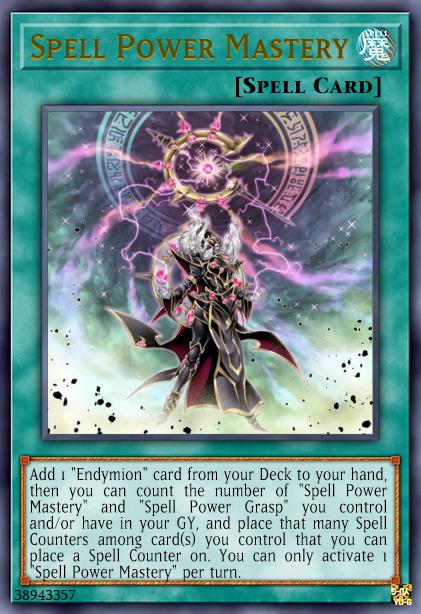 Spell Power Mastery
SPELL
魔
[Spell Card]
Add 1 "Endymion" card from your Deck to your hand,
then you can count the number of "Spell Power
Mastery" and "Spell Power Grasp" you control
and/or have in your GY, and place that many Spell
Counters among card(s) you control that you can
place a Spell Counter on. You can only activate 1
"Spell Power Mastery" per turn.
38943357